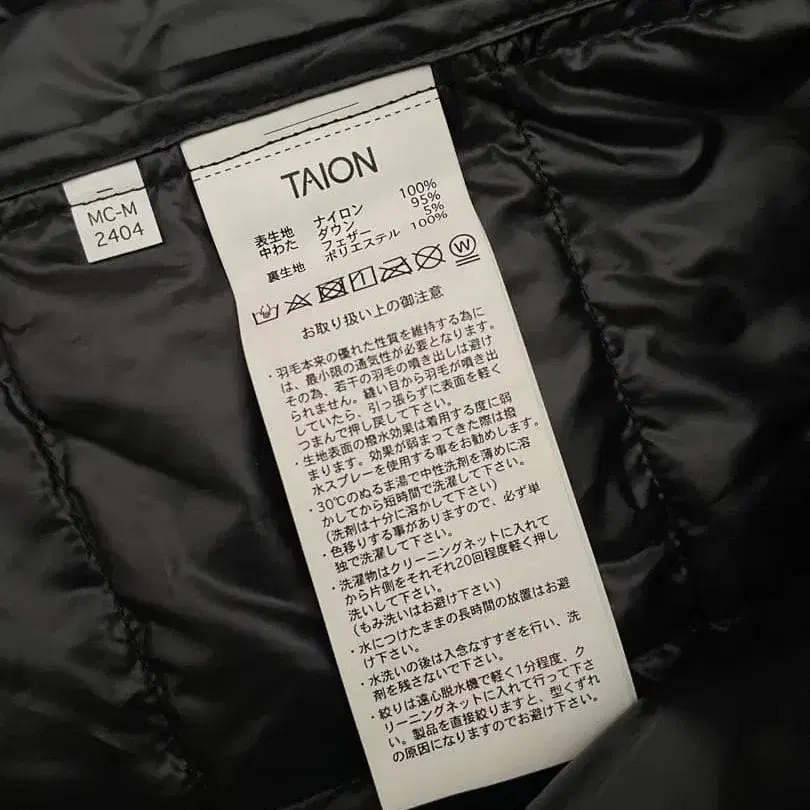 MC-M
2404
TAION
表生地 ナイロン 100%
中わた ダウン 95%
フェザー 5%
裏生地 ポリエステル 100%
W
お取り扱い上の御注意
・羽毛本来の優れた性質を維持する為に
は、最小限の通気性が必要となります。
その為、若干の羽毛の噴き出しは避け
られません。縫い目から羽毛が噴き出
していたら、引っ張らずに表面を軽く
つまんで押し戻して下さい。
・生地表面の撥水効果は着用する度に弱
まります。効果が弱まってきた際は撥
水スプレーを使用する事をお勧めします。
・30℃のぬるま湯で中性洗剤を薄めに溶
かしてから短時間で洗濯して下さい。
(洗剤は十分に溶かして下さい)
・色移りする事がありますので、必ず単
独で洗濯して下さい。
・洗濯物はクリーニングネットに入れて
から片側をそれぞれ20回程度軽く押し
洗いして下さい。
(もみ洗いはお避け下さい)
・水につけたままの長時間の放置はお避
け下さい。
・水洗いの後は入念なすすぎを行い、洗
剤を残さないで下さい。
・絞りは遠心脱水機で軽く1分程度、ク
リーニングネットに入れて行って下さ
い。製品を直接絞りますと、型くずれ
の原因になりますのでお避け下さい。